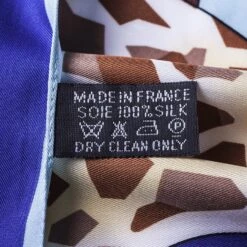 MADE IN FRANCE
SOIE 100% SILK
P
DRY CLEAN ONLY